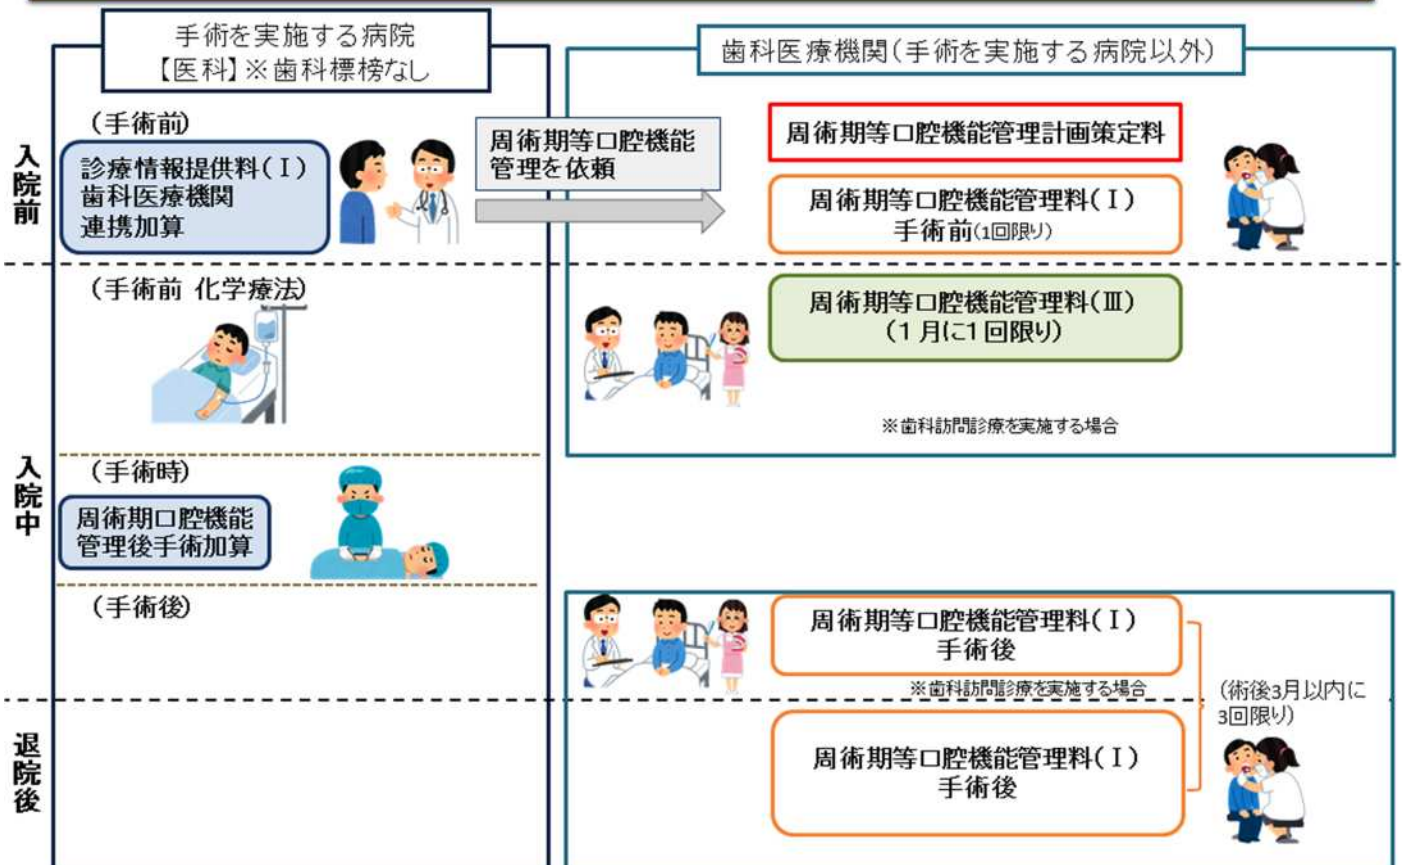 手術を実施する病院
【医科】※歯科標榜なし
歯科医療機関(手術を実施する病院以外)
入院前
(手術前)
診療情報提供料(Ⅰ)
歯科医療機関
連携加算
周術期等口腔機能
管理を依頼
周術期等口腔機能管理計画策定料
周術期等口腔機能管理料(Ⅰ)
手術前(1回限り)
入院中
(手術前 化学療法)
周術期等口腔機能管理料(Ⅲ)
(1月に1回限り)
※歯科訪問診療を実施する場合
(手術時)
周術期口腔機能
管理後手術加算
(手術後)
周術期等口腔機能管理料(Ⅰ)
手術後
※歯科訪問診療を実施する場合
(術後3月以内に
3回限り)
退院後
周術期等口腔機能管理料(Ⅰ)
手術後